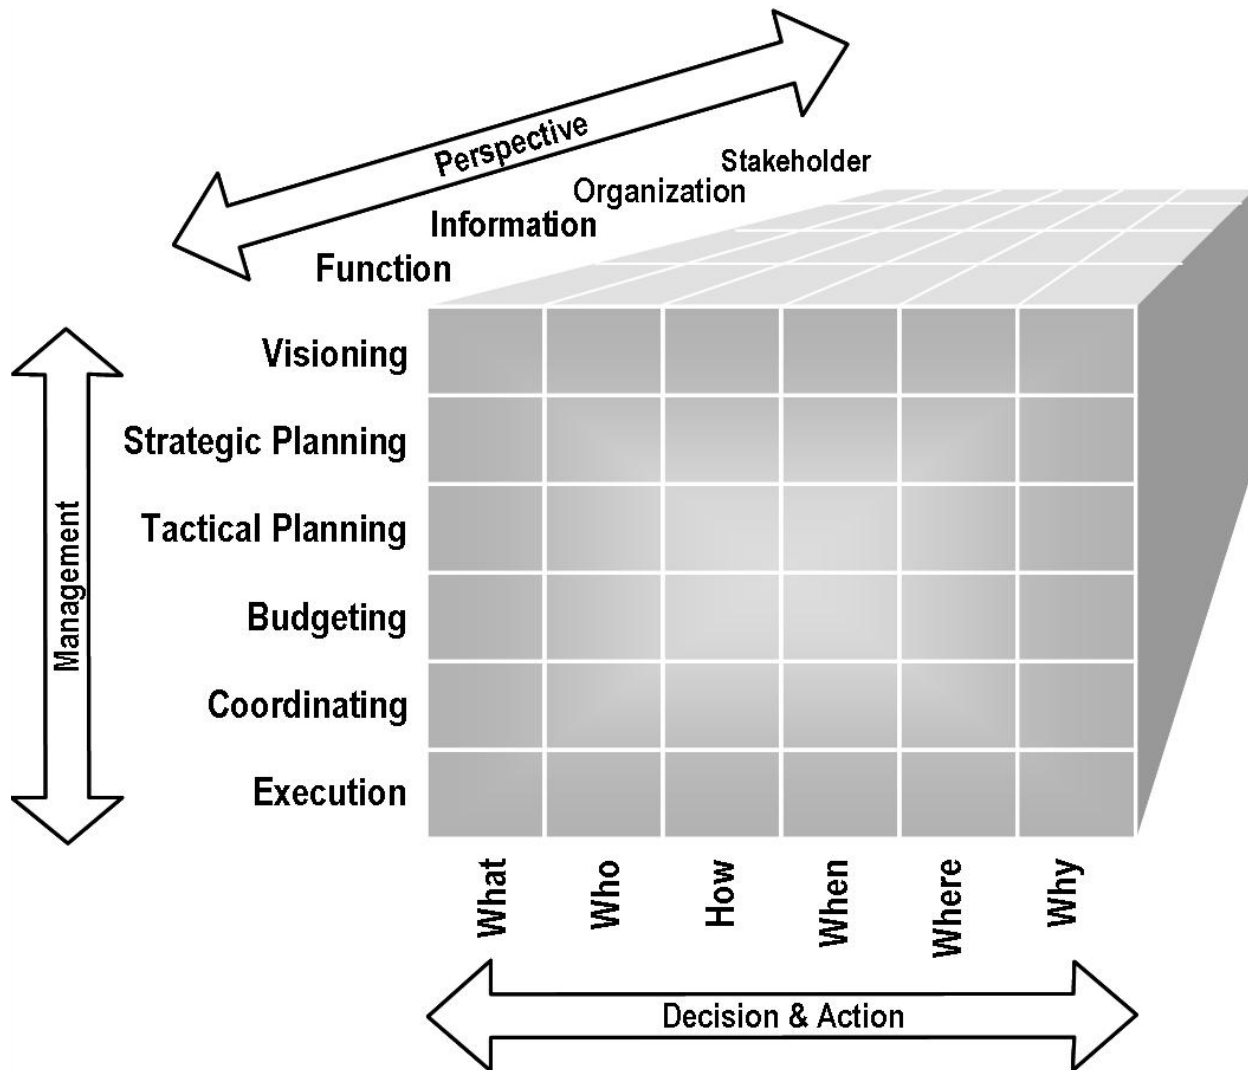 Perspective
Stakeholder
Organization
Information
Function
Management
Visioning
Strategic Planning
Tactical Planning
Budgeting
Coordinating
Execution
What
Who
How
When
Where
Why
Decision & Action